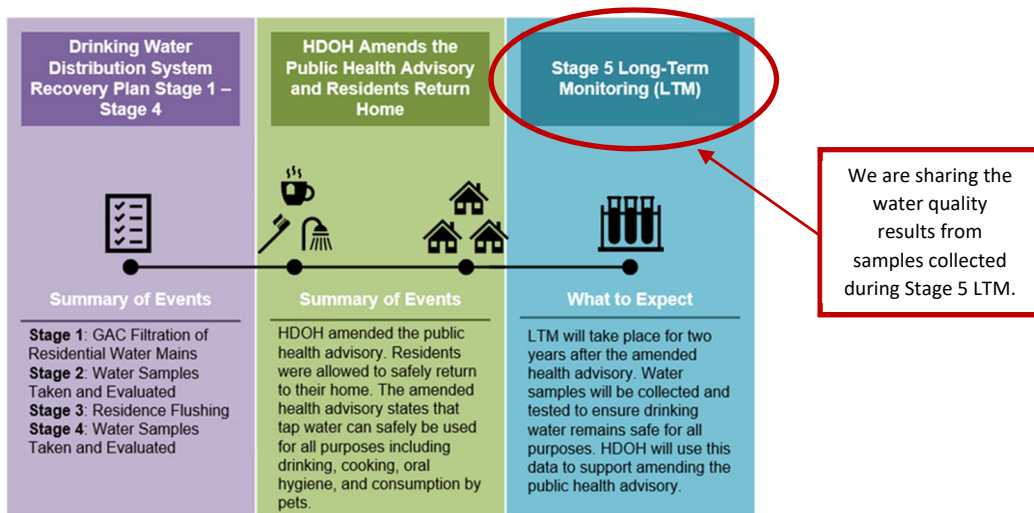 Drinking Water
Distribution System
Recovery Plan Stage 1 –
Stage 4
Summary of Events
Stage 1: GAC Filtration of
Residential Water Mains
Stage 2: Water Samples
Taken and Evaluated
Stage 3: Residence Flushing
Stage 4: Water Samples
Taken and Evaluated
HDOH Amends the
Public Health Advisory
and Residents Return
Home
Summary of Events
HDOH amended the public
health advisory. Residents
were allowed to safely return
to their home. The amended
health advisory states that
tap water can safely be used
for all purposes including
drinking, cooking, oral
hygiene, and consumption by
pets.
Stage 5 Long-Term
Monitoring (LTM)
What to Expect
LTM will take place for two
years after the amended
health advisory. Water
samples will be collected and
tested to ensure drinking
water remains safe for all
purposes. HDOH will use this
data to support amending the
public health advisory.
We are sharing the
water quality
results from
samples collected
during Stage 5 LTM.